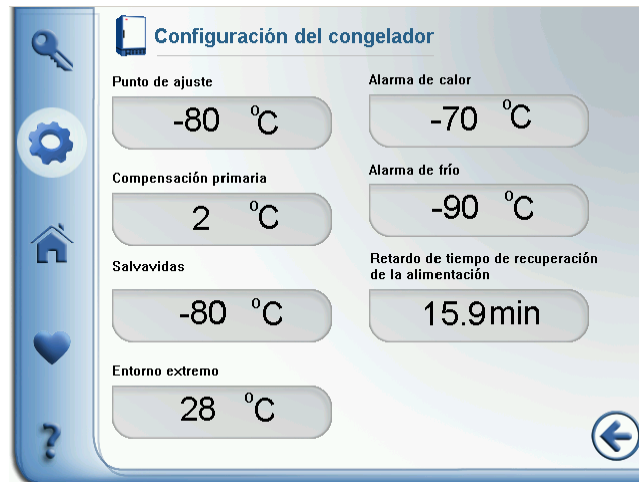 Configuración del congelador
Punto de ajuste
-80 °C
Compensación primaria
2 °C
Salvavidas
-80 °C
Entorno extremo
28 °C
Alarma de calor
-70 °C
Alarma de frío
-90 °C
Retardo de tiempo de recuperación
de la alimentación
15.9min
?